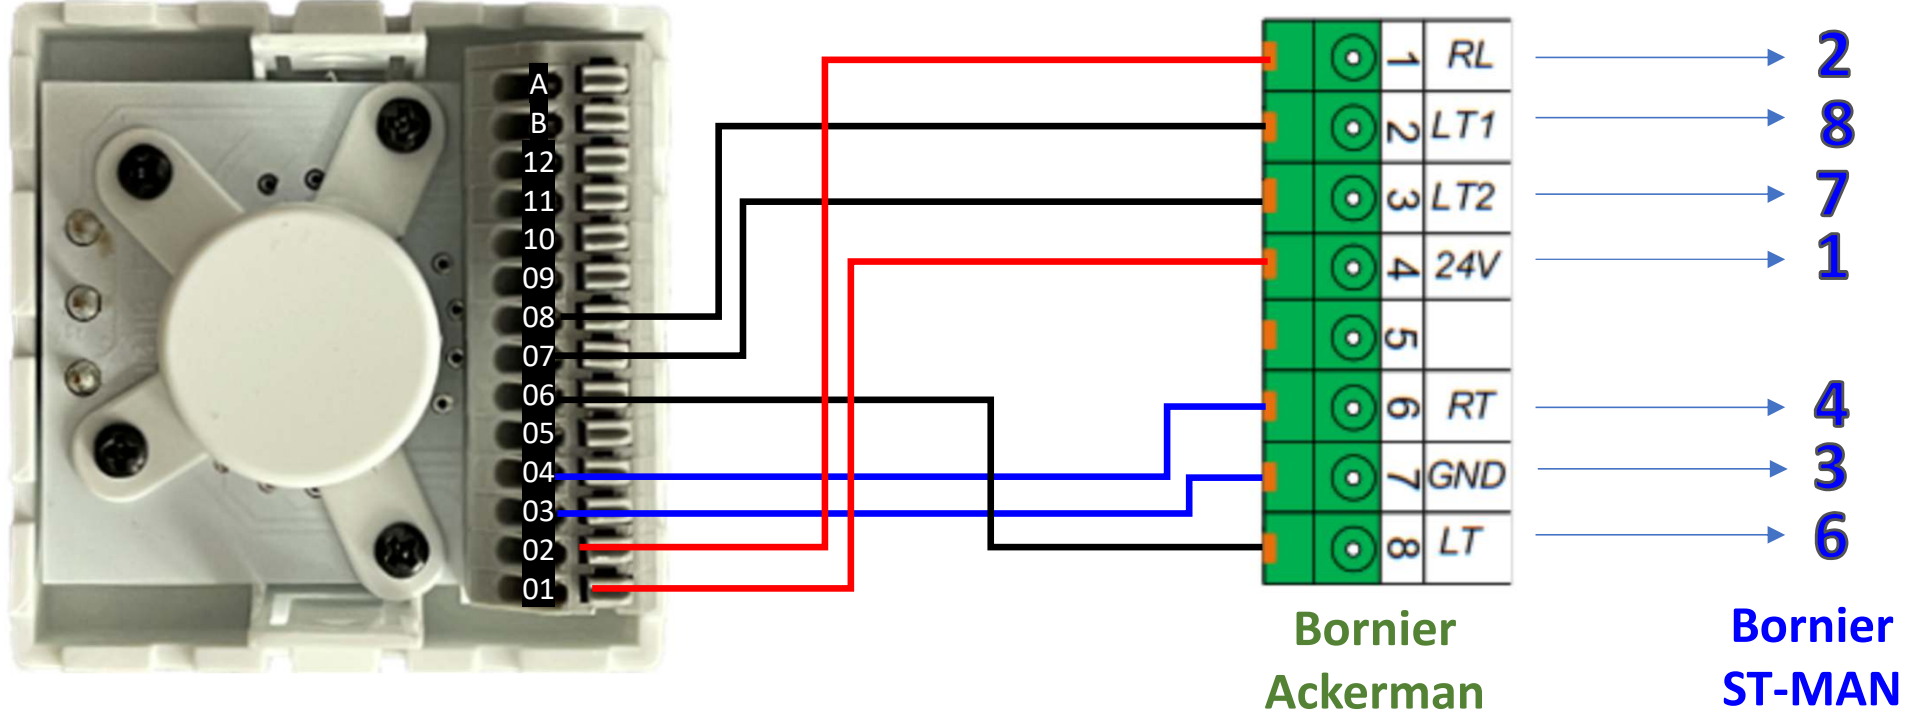 A
B
12
11
10
09
08
07
06
05
04
03
02
01
1 RL 2
2 LT1 8
3 LT2 7
4 24V 1
5
6 RT 4
7 GND 3
8 LT 6
Bornier
Ackerman
Bornier
ST-MAN